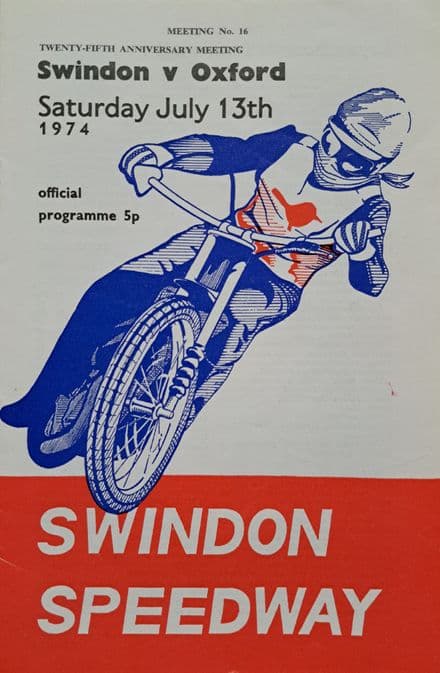 MEETING No. 16
TWENTY-FIFTH ANNIVERSARY MEETING
Swindon v Oxford
Saturday July 13th
1974
official
programme 5p
SWINDON
SPEEDWAY